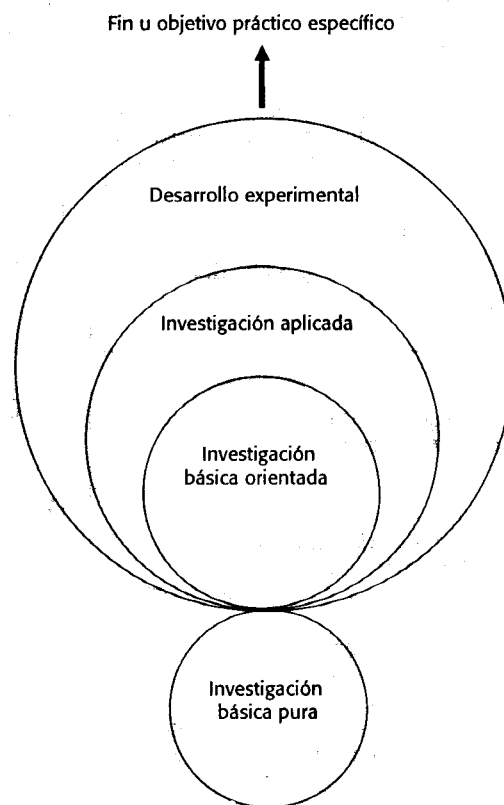 Fin u objetivo práctico específico
Desarrollo experimental
Investigación aplicada
Investigación
básica orientada
Investigación
básica pura